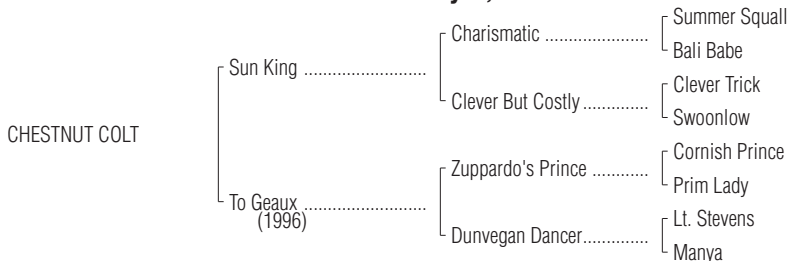 Summer Squall
Charismatic ......................
Bali Babe
Sun King ..........................
Clever Trick
Clever But Costly ..............
Swoonlow
CHESTNUT COLT
Cornish Prince
Zuppardo's Prince ............
Prim Lady
To Geaux ..........................
(1996)
Lt. Stevens
Dunvegan Dancer..............
Manya